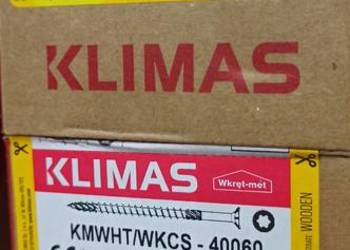 KLIMAS
KLIMAS
Wkręt-met
KMWHT/WKCS - 40060
WOODEN